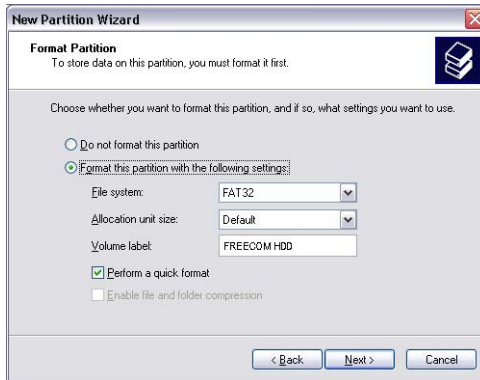 New Partition Wizard
Format Partition
To store data on this partition, you must format it first.
Choose whether you want to format this partition, and if so, what settings you want to use.
Do not format this partition
Format this partition with the following settings:
File system:
FAT32
Allocation unit size:
Default
Volume label:
FREECOM HDD
Perform a quick format
Enable file and folder compression
< Back
Next >
Cancel